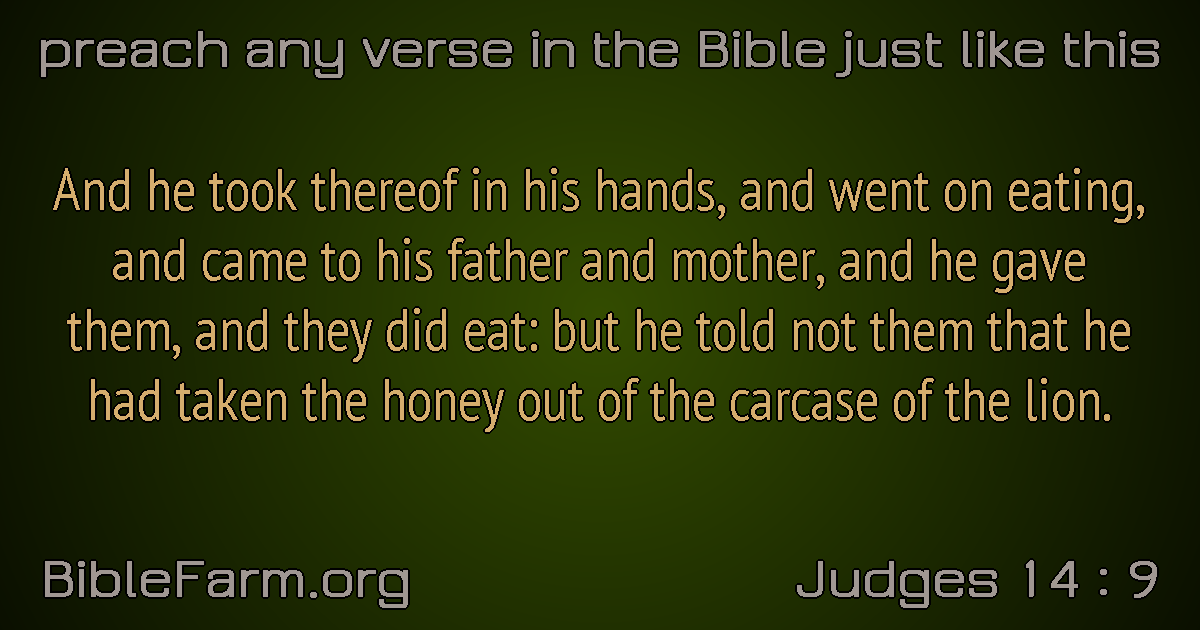 preach any verse in the Bible just like this
And he took thereof in his hands, and went on eating,
and came to his father and mother, and he gave
them, and they did eat: but he told not them that he
had taken the honey out of the carcase of the lion.
BibleFarm.org
Judges 14 : 9